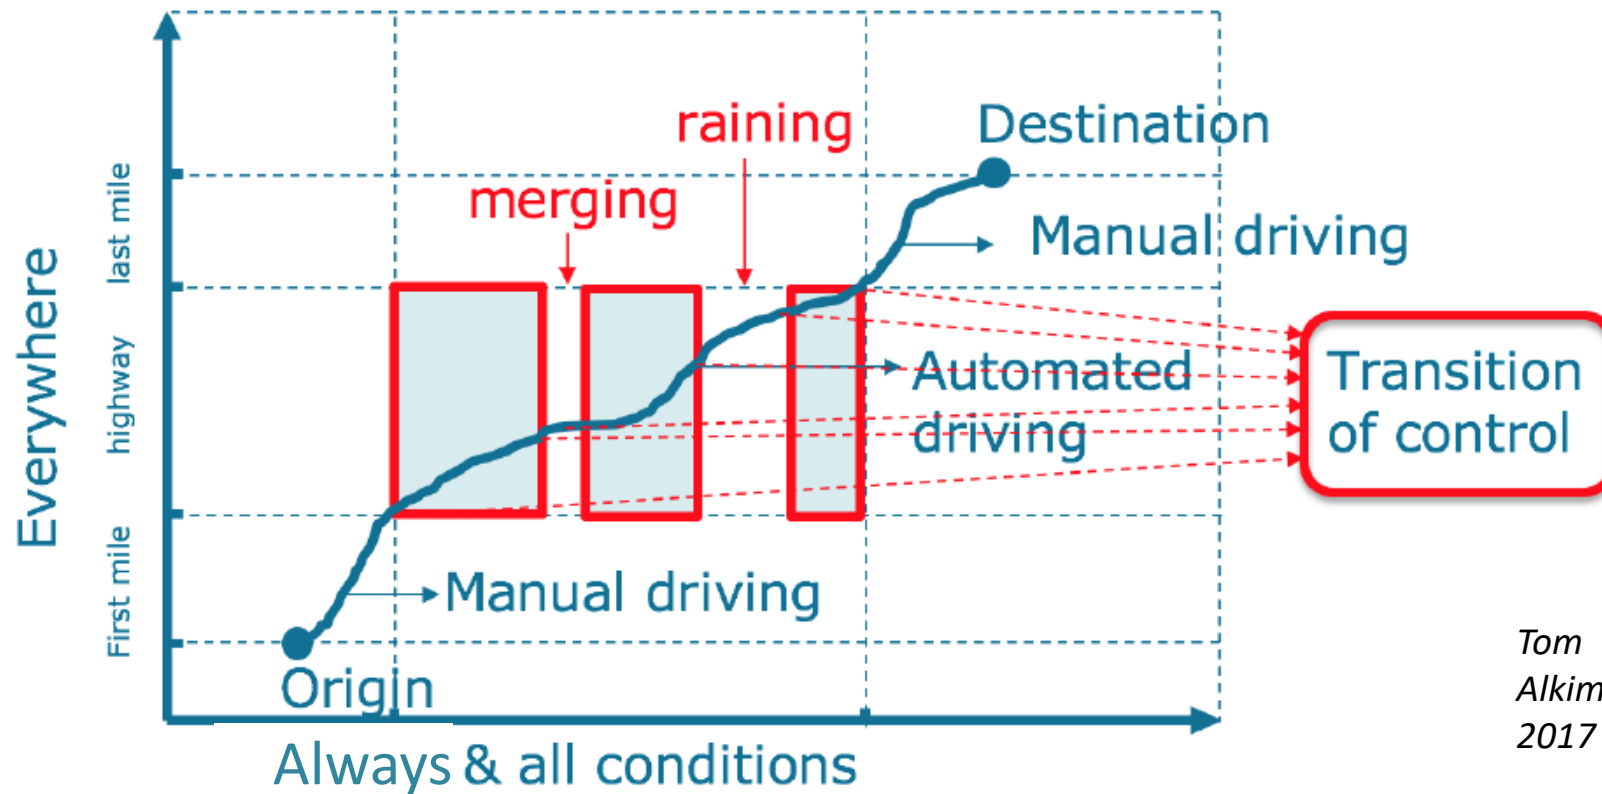 raining
Destination
merging
Manual driving
Everywhere
last mile
highway
First mile
Automated
driving
Transition
of control
Manual driving
Origin
Always & all conditions
Tom
Alkim
2017